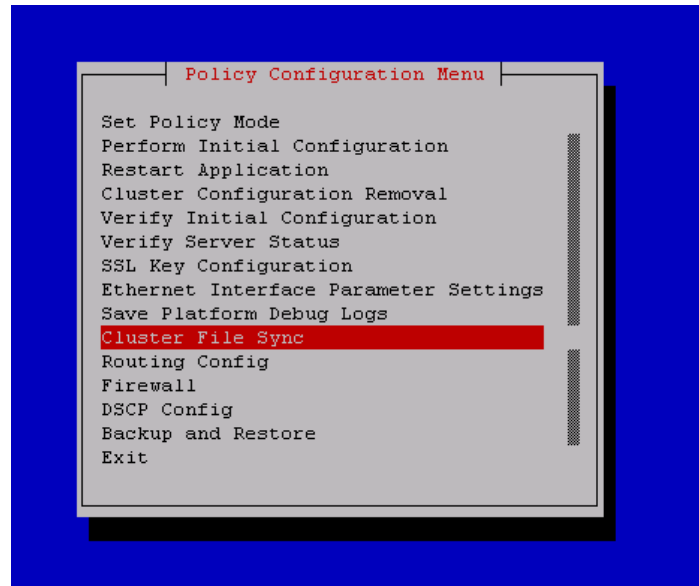 Policy Configuration Menu
Set Policy Mode
Perform Initial Configuration
Restart Application
Cluster Configuration Removal
Verify Initial Configuration
Verify Server Status
SSL Key Configuration
Ethernet Interface Parameter Settings
Save Platform Debug Logs
Cluster File Sync
Routing Config
Firewall
DSCP Config
Backup and Restore
Exit